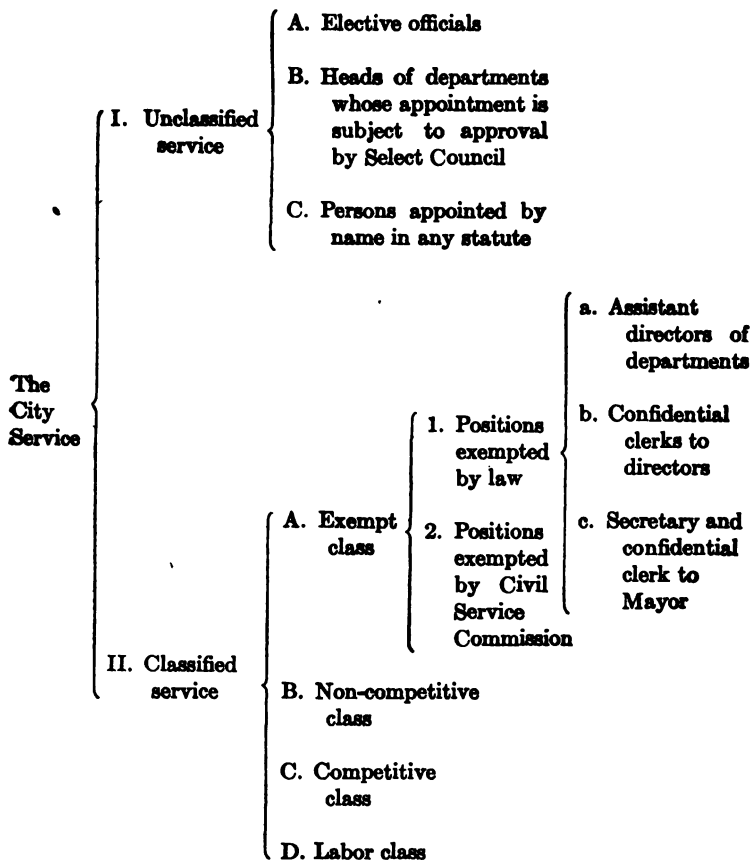 The
City
Service
I. Unclassified
service
A. Elective officials
B. Heads of departments
whose appointment is
subject to approval
by Select Council
C. Persons appointed by
name in any statute
II. Classified
service
A. Exempt
class
1. Positions
exempted
by law
a. Assistant
directors of
departments
b. Confidential
clerks to
directors
c. Secretary and
confidential
clerk to
Mayor
2. Positions
exempted
by Civil
Service
Commission
B. Non-competitive
class
C. Competitive
class
D. Labor class